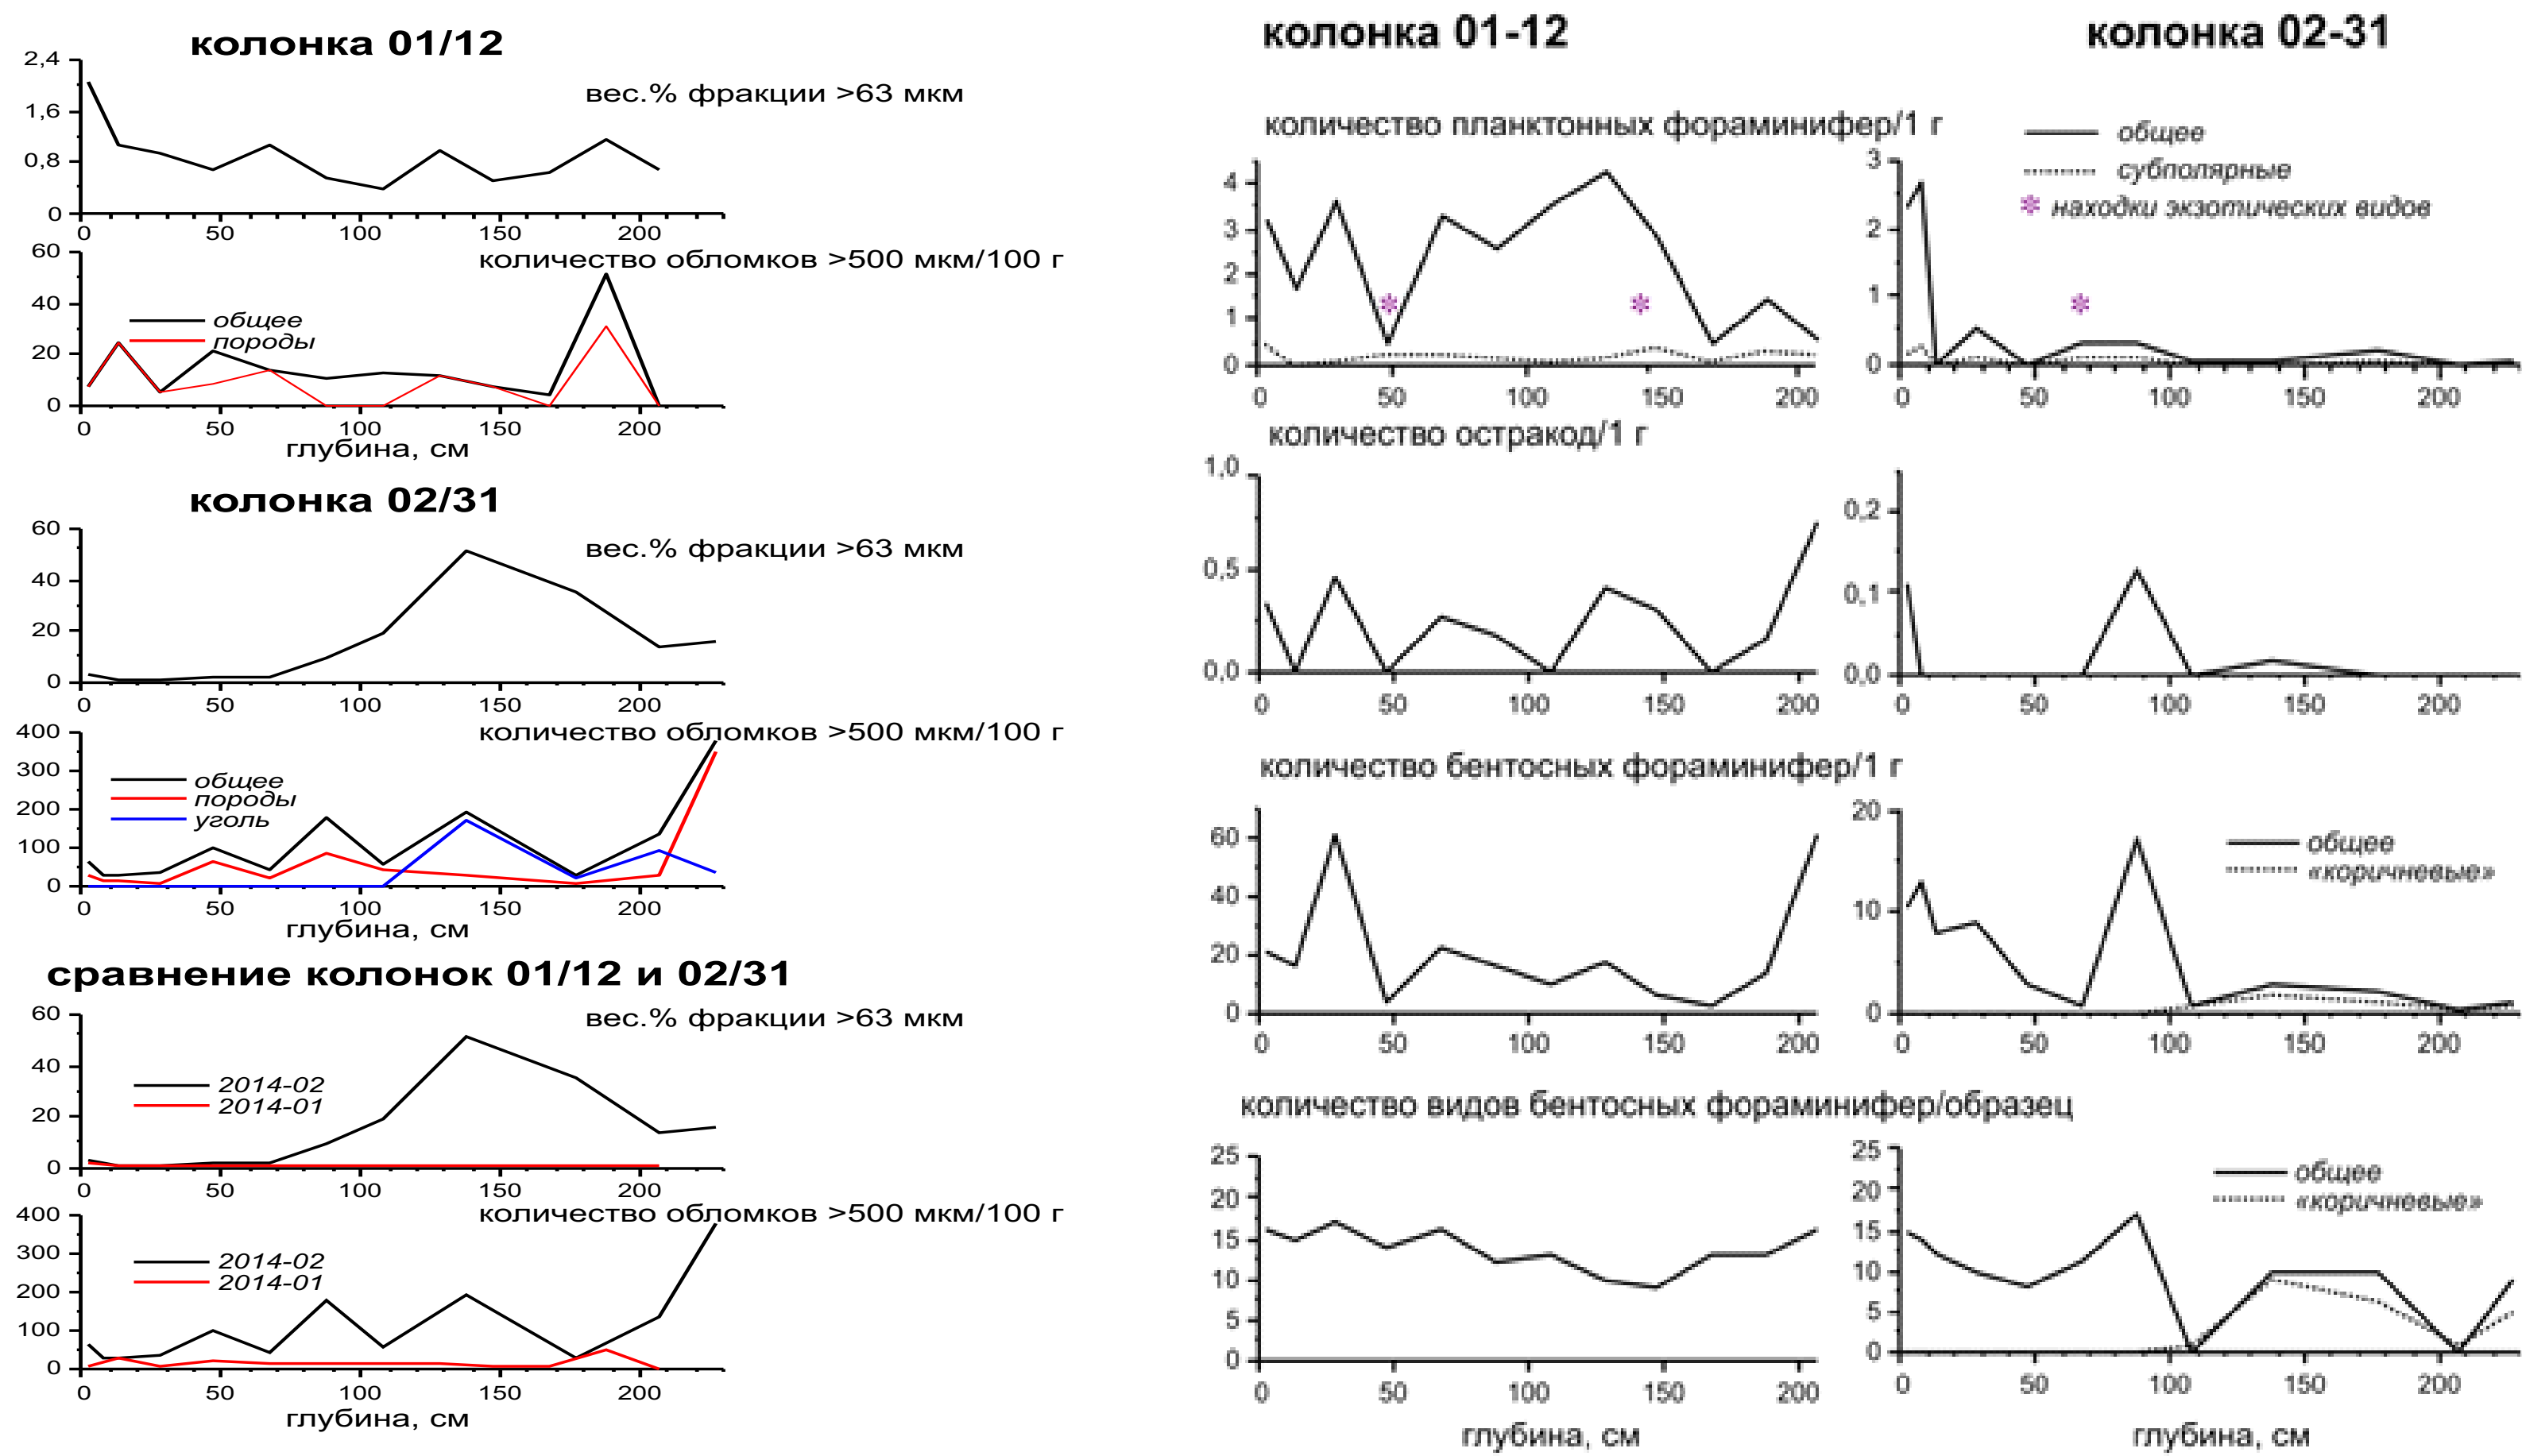 колонка 01/12
вес.% фракции >63 мкм
2,4
1,6
0,8
0
0 50 100 150 200
количество обломков >500 мкм/100 г
60
40
20
0
общее
породы
0 50 100 150 200
глубина, см
колонка 02/31
вес.% фракции >63 мкм
60
40
20
0
0 50 100 150 200
количество обломков >500 мкм/100 г
400
300
200
100
0
общее
породы
уголь
0 50 100 150 200
глубина, см
сравнение колонок 01/12 и 02/31
вес.% фракции >63 мкм
60
40
20
0
2014-02
2014-01
0 50 100 150 200
количество обломков >500 мкм/100 г
400
300
200
100
0
2014-02
2014-01
0 50 100 150 200
глубина, см
колонка 01-12 колонка 02-31
количество планктонных фораминифер/1 г
общее
субполярные
находки экзотических видов
4
3
2
1
0
0 50 100 150 200
3
2
1
0
0 50 100 150 200
количество остракод/1 г
1,0
0,5
0,0
0 50 100 150 200
0,2
0,1
0,0
0 50 100 150 200
количество бентосных фораминифер/1 г
60
40
20
0
0 50 100 150 200
20
10
0
общее
«коричневые»
0 50 100 150 200
количество видов бентосных фораминифер/образец
25
20
15
10
5
0
0 50 100 150 200
глубина, см
25
20
15
10
5
0
общее
«коричневые»
0 50 100 150 200
глубина, см